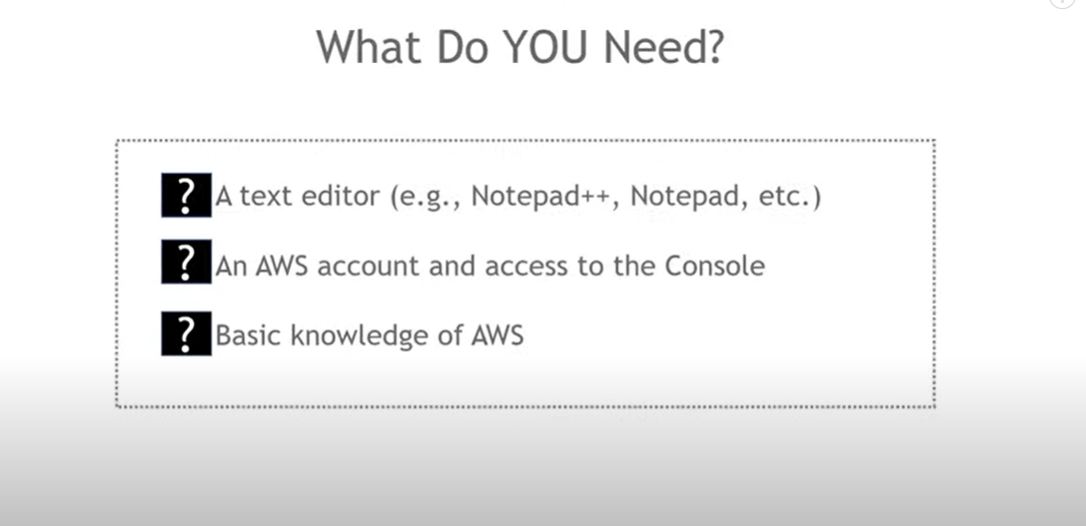 What Do YOU Need?
? A text editor (e.g., Notepad++, Notepad, etc.)
? An AWS account and access to the Console
? Basic knowledge of AWS